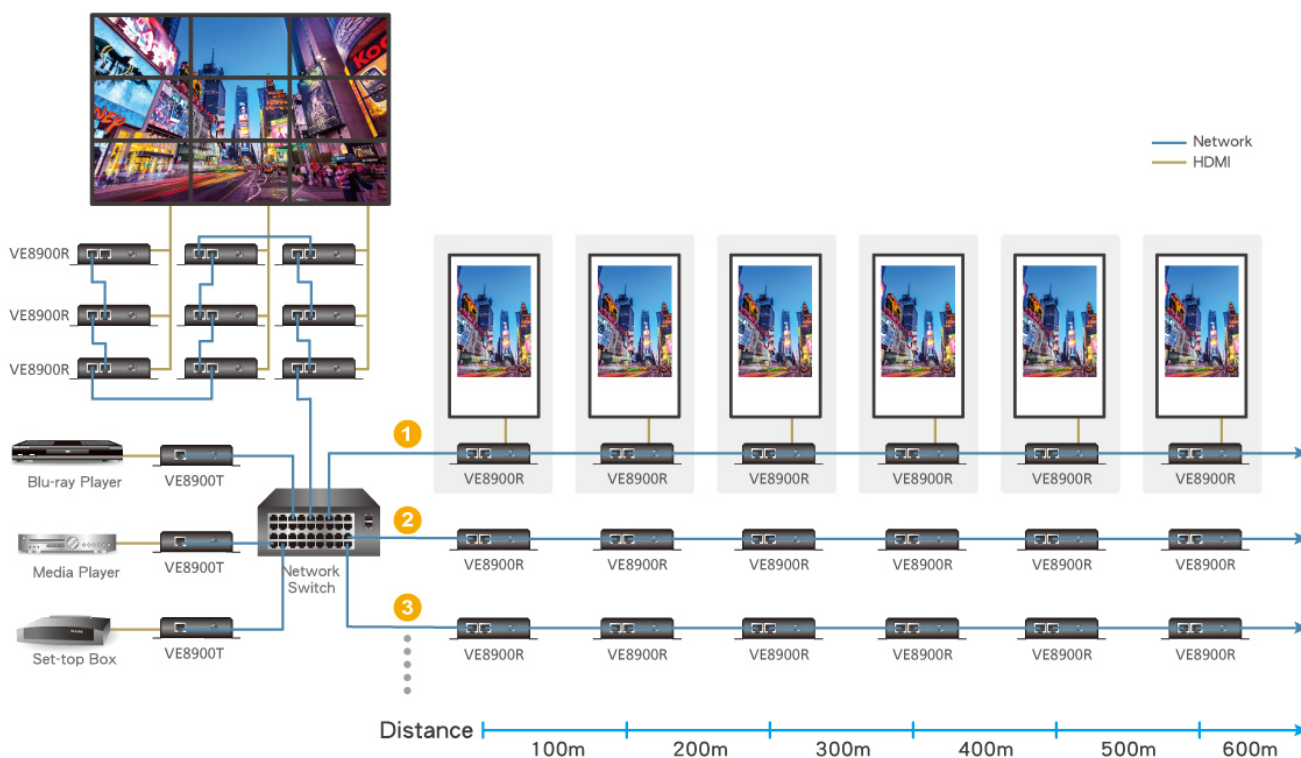 Network
HDMI
VE8900R
VE8900R
VE8900R
Blu-ray Player
VE8900T
Media Player
VE8900T
Set-top Box
VE8900T
Network
Switch
1
VE8900R VE8900R VE8900R VE8900R VE8900R VE8900R
2
VE8900R VE8900R VE8900R VE8900R VE8900R VE8900R
3
VE8900R VE8900R VE8900R VE8900R VE8900R VE8900R
Distance
100m 200m 300m 400m 500m 600m